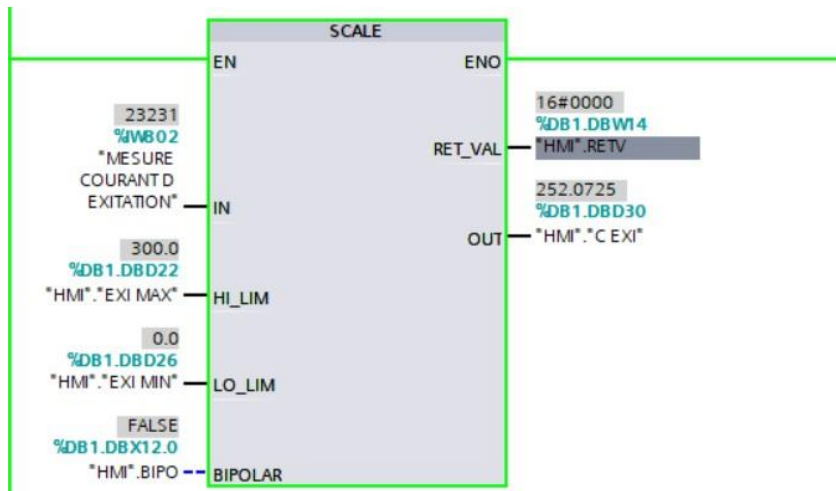 SCALE
EN
ENO
23231
%IW802
"MESURE
COURANT D
EXITATION"
IN
16#0000
%DB1.DBW14
"HMI".RETV
RET_VAL
252.0725
%DB1.DBD30
"HMI"."C EXI"
OUT
300.0
%DB1.DBD22
"HMI"."EXI MAX"
HI_LIM
0.0
%DB1.DBD26
"HMI"."EXI MIN"
LO_LIM
FALSE
%DB1.DBX12.0
"HMI".BIPO
BIPOLAR